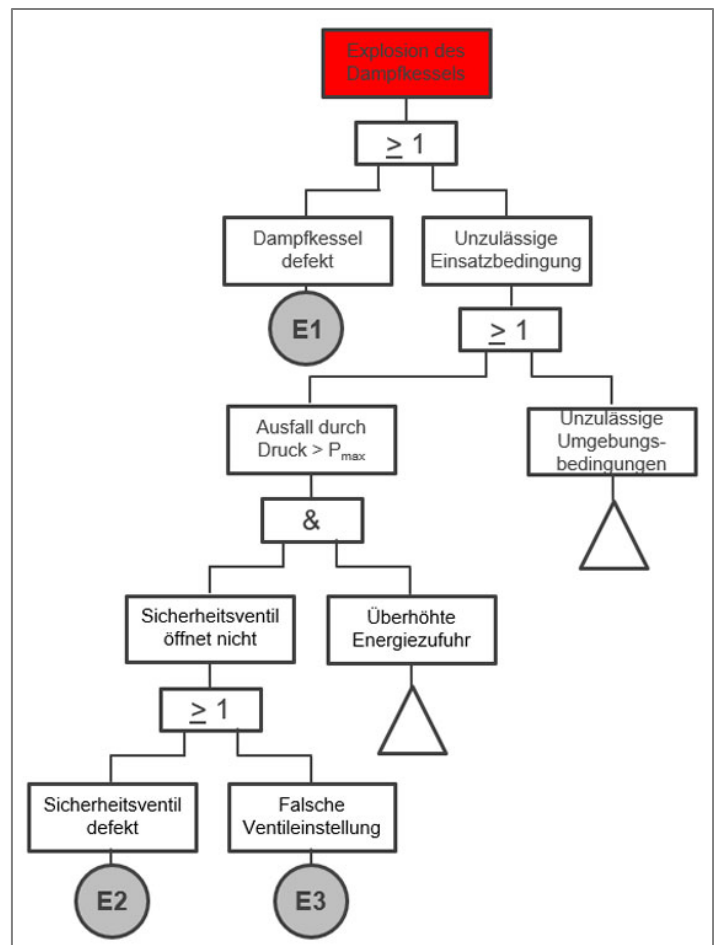 Explosion des
Dampfkessels
≥ 1
Dampfkessel
defekt
Unzulässige
Einsatzbedingung
E1
≥ 1
Ausfall durch
Druck > Pmax
Unzulässige
Umgebungs-
bedingungen
&
Sicherheitsventil
öffnet nicht
Überhöhte
Energiezufuhr
≥ 1
Sicherheitsventil
defekt
Falsche
Ventileinstellung
E2
E3